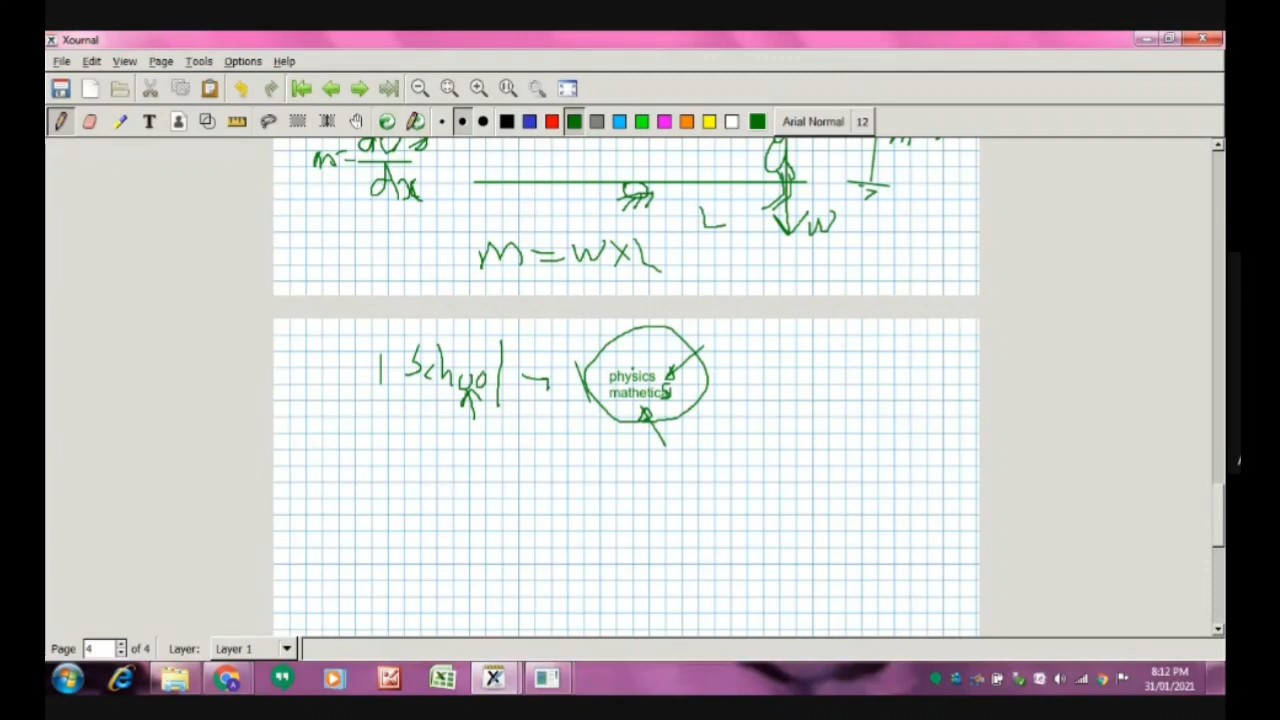 Xournal
File Edit View Page Tools Options Help
Arial Normal 12
dx
L
W
M = W X L
1 School
physics
mathetical
Page 4 of 4 Layer: Layer 1
8:12 PM
31/01/2021